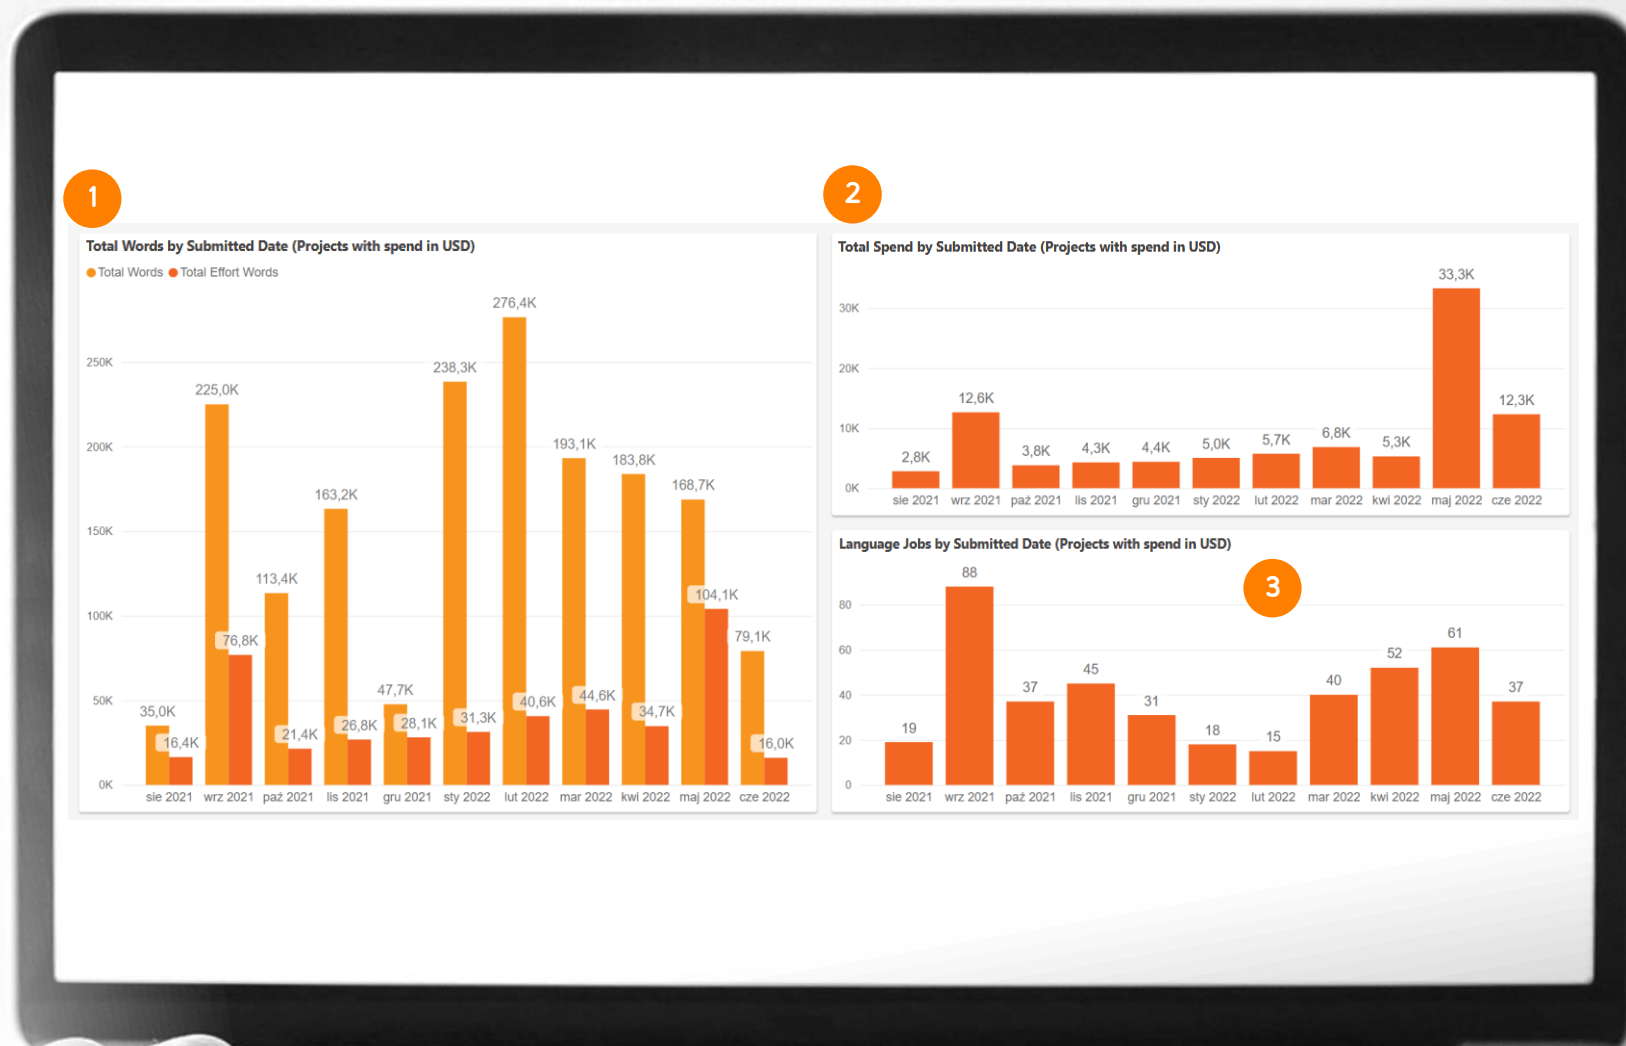 1
Total Words by Submitted Date (Projects with spend in USD)
Total Words Total Effort Words
250K
200K
150K
100K
50K
0K
35,0K
16,4K
225,0K
76,8K
113,4K
21,4K
163,2K
26,8K
47,7K
28,1K
238,3K
31,3K
276,4K
40,6K
193,1K
44,6K
183,8K
34,7K
168,7K
104,1K
79,1K
16,0K
sie 2021 wrz 2021 paź 2021 lis 2021 gru 2021 sty 2022 lut 2022 mar 2022 kwi 2022 maj 2022 cze 2022
2
Total Spend by Submitted Date (Projects with spend in USD)
30K
20K
10K
0K
2,8K
12,6K
3,8K
4,3K
4,4K
5,0K
5,7K
6,8K
5,3K
33,3K
12,3K
sie 2021 wrz 2021 paź 2021 lis 2021 gru 2021 sty 2022 lut 2022 mar 2022 kwi 2022 maj 2022 cze 2022
Language Jobs by Submitted Date (Projects with spend in USD)
3
80
60
40
20
0
19
88
37
45
31
18
15
40
52
61
37
sie 2021 wrz 2021 paź 2021 lis 2021 gru 2021 sty 2022 lut 2022 mar 2022 kwi 2022 maj 2022 cze 2022